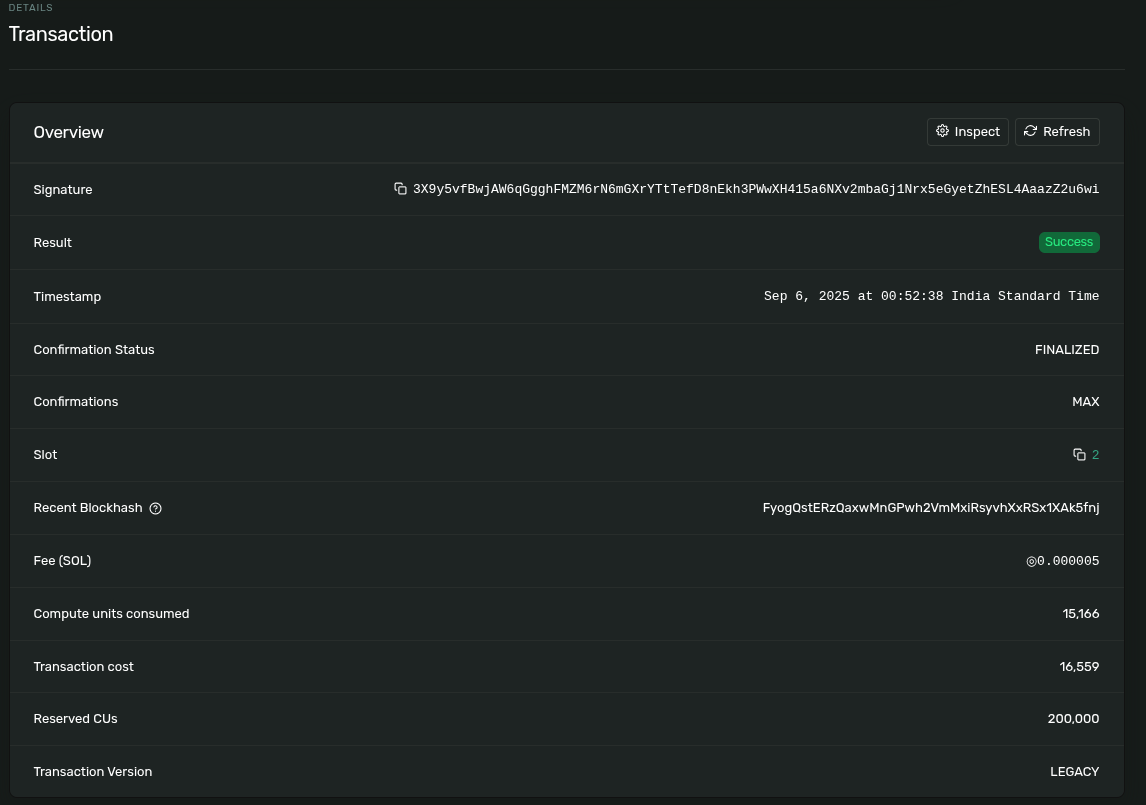 DETAILS
Transaction
Overview
Inspect
Refresh
Signature 3X9y5vfBwjAW6qGgghFMZM6rN6mGXrYTtTefD8nEkh3PWwXH415a6NXv2mbaGj1Nrx5eGyetZhESL4AaazZ2u6wi
Result Success
Timestamp Sep 6, 2025 at 00:52:38 India Standard Time
Confirmation Status FINALIZED
Confirmations MAX
Slot 2
Recent Blockhash FyogQstERzQaxwMnGPwh2VmMxiRsyvhXxRSx1XAk5fnj
Fee (SOL) ◎0.000005
Compute units consumed 15,166
Transaction cost 16,559
Reserved CUs 200,000
Transaction Version LEGACY